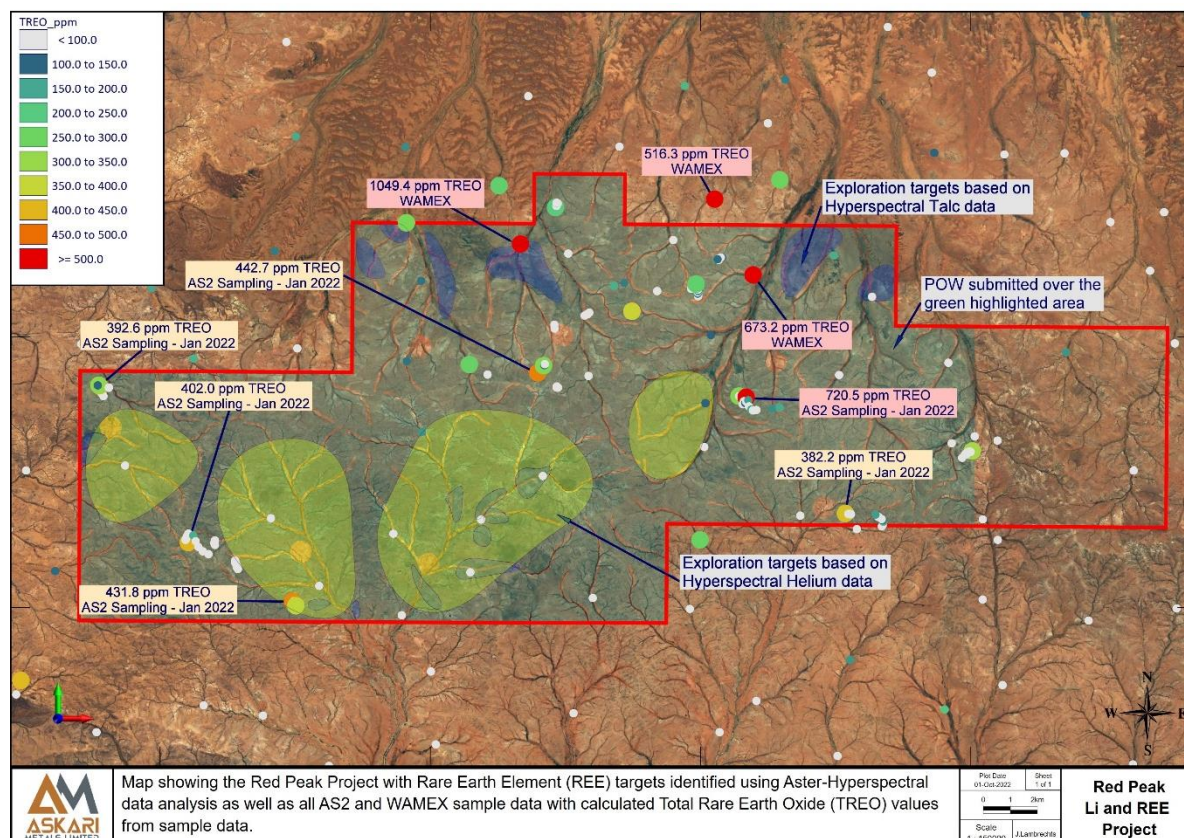 TREO_ppm
< 100.0
100.0 to 150.0
150.0 to 200.0
200.0 to 250.0
250.0 to 300.0
300.0 to 350.0
350.0 to 400.0
400.0 to 450.0
450.0 to 500.0
>= 500.0
516.3 ppm TREO
WAMEX
1049.4 ppm TREO
WAMEX
Exploration targets based on
Hyperspectral Talc data
442.7 ppm TREO
AS2 Sampling - Jan 2022
POW submitted over the
green highlighted area
392.6 ppm TREO
AS2 Sampling - Jan 2022
673.2 ppm TREO
WAMEX
402.0 ppm TREO
AS2 Sampling - Jan 2022
720.5 ppm TREO
AS2 Sampling - Jan 2022
382.2 ppm TREO
AS2 Sampling - Jan 2022
Exploration targets based on
Hyperspectral Helium data
431.8 ppm TREO
AS2 Sampling - Jan 2022
N
W E
S
AM
ASKARI
METALS LIMITED
Map showing the Red Peak Project with Rare Earth Element (REE) targets identified using Aster-Hyperspectral
data analysis as well as all AS2 and WAMEX sample data with calculated Total Rare Earth Oxide (TREO) values
from sample data.
Plot Date
01-Oct-2022
Sheet
1 of 1
0 1 2km
Scale
J.Lambrechts
Red Peak
Li and REE
Project